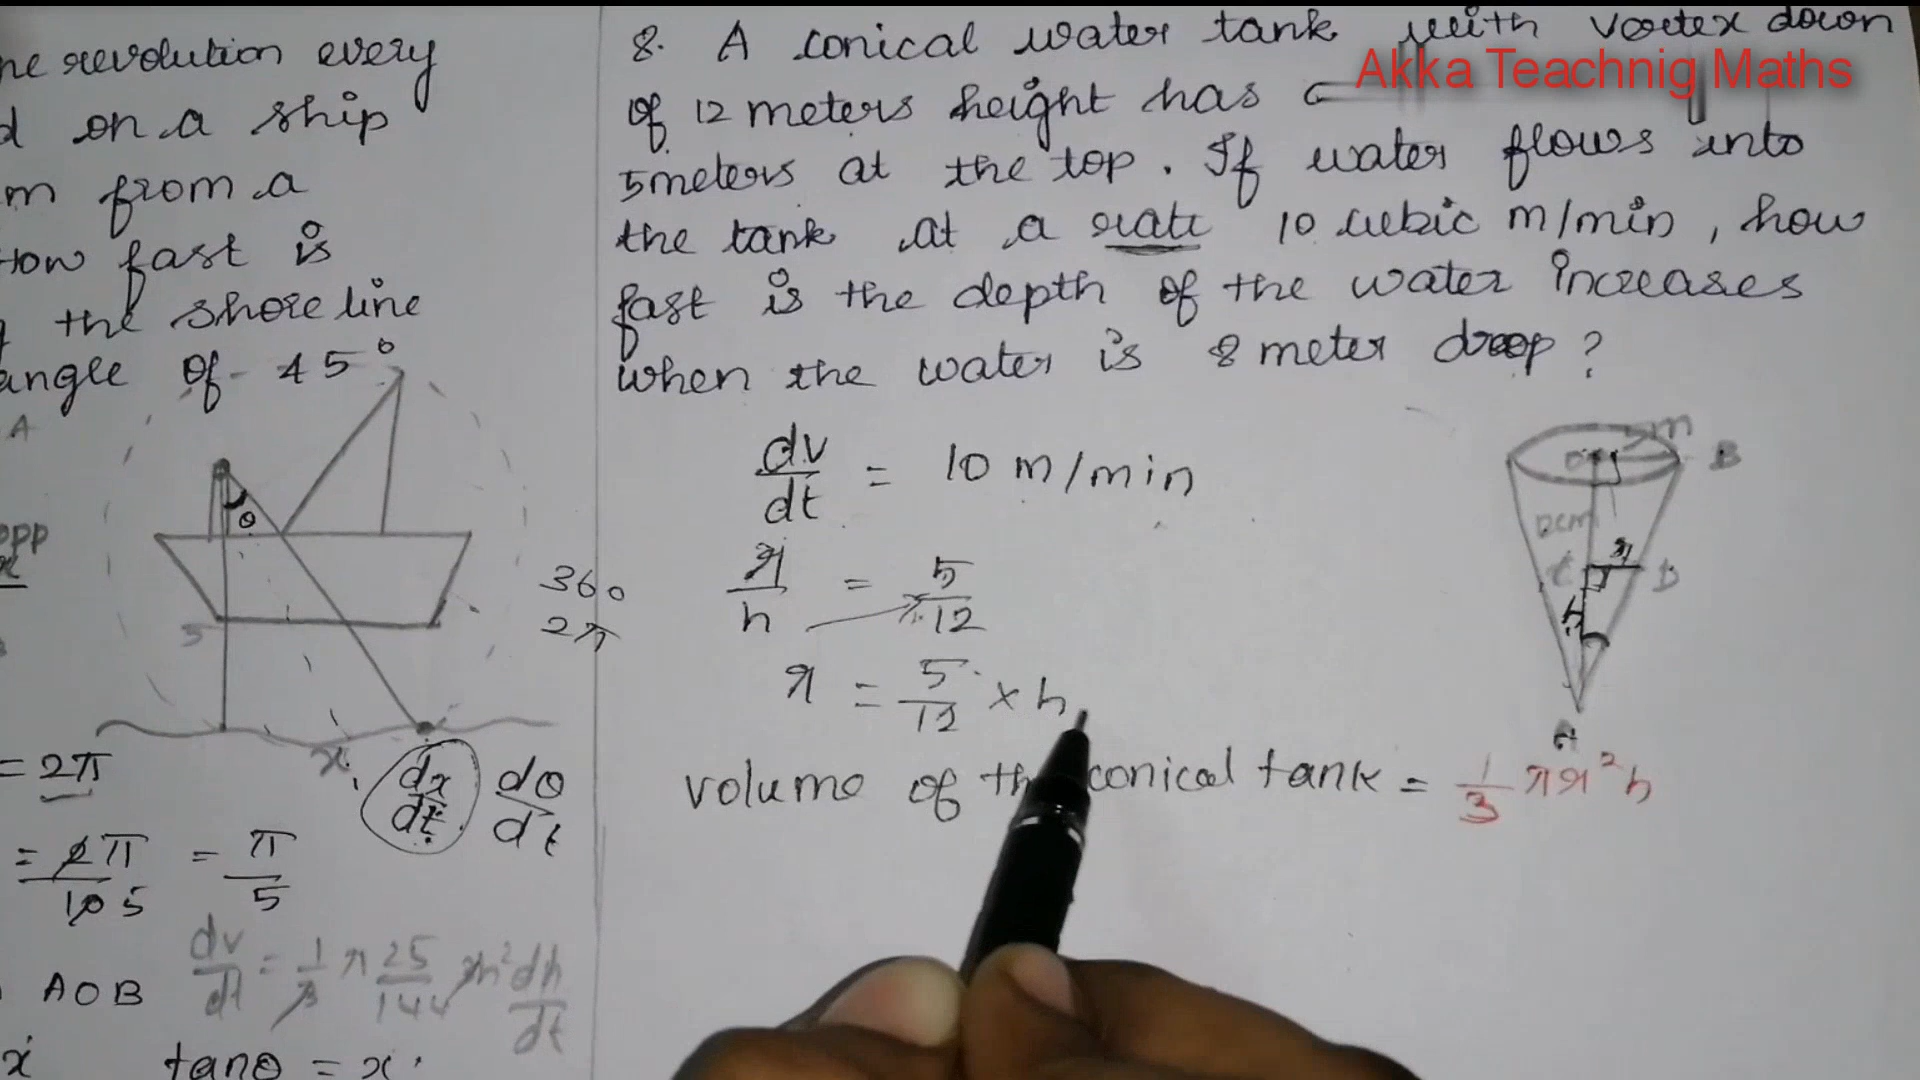 8. A conical water tank with vertex down
Akka Teachnig Maths
of 12 meters height has a
5meters at the top. If water flows into
the tank at a rate 10 cubic m/min, how
fast is the depth of the water increases
when the water is 8 meter deep?
dv/dt = 10 m/min
r/h = 5/12
r = 5/12 × h
volume of the conical tank = 1/3 πr²h
5m
B
D
h
A
revolution every
on a ship
m from a
How fast is
the shore line
angle of 45°
A
θ
opp
x
360
2π
5
x
= 2π
dx/dt dθ/dt
= 2π/10 5 = π/5
AOB dv/dt = 1/3 π 25/144 3h² dh/dt
x tanθ = x